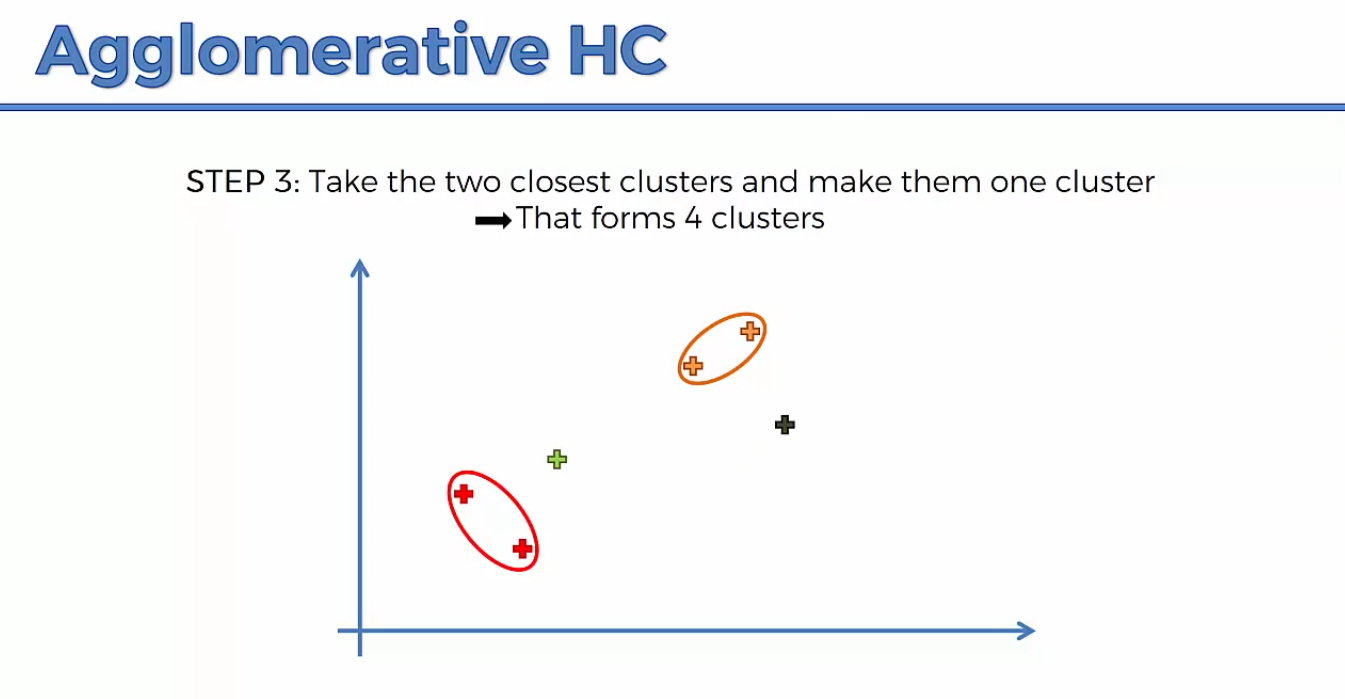 Agglomerative HC
STEP 3: Take the two closest clusters and make them one cluster
➡That forms 4 clusters